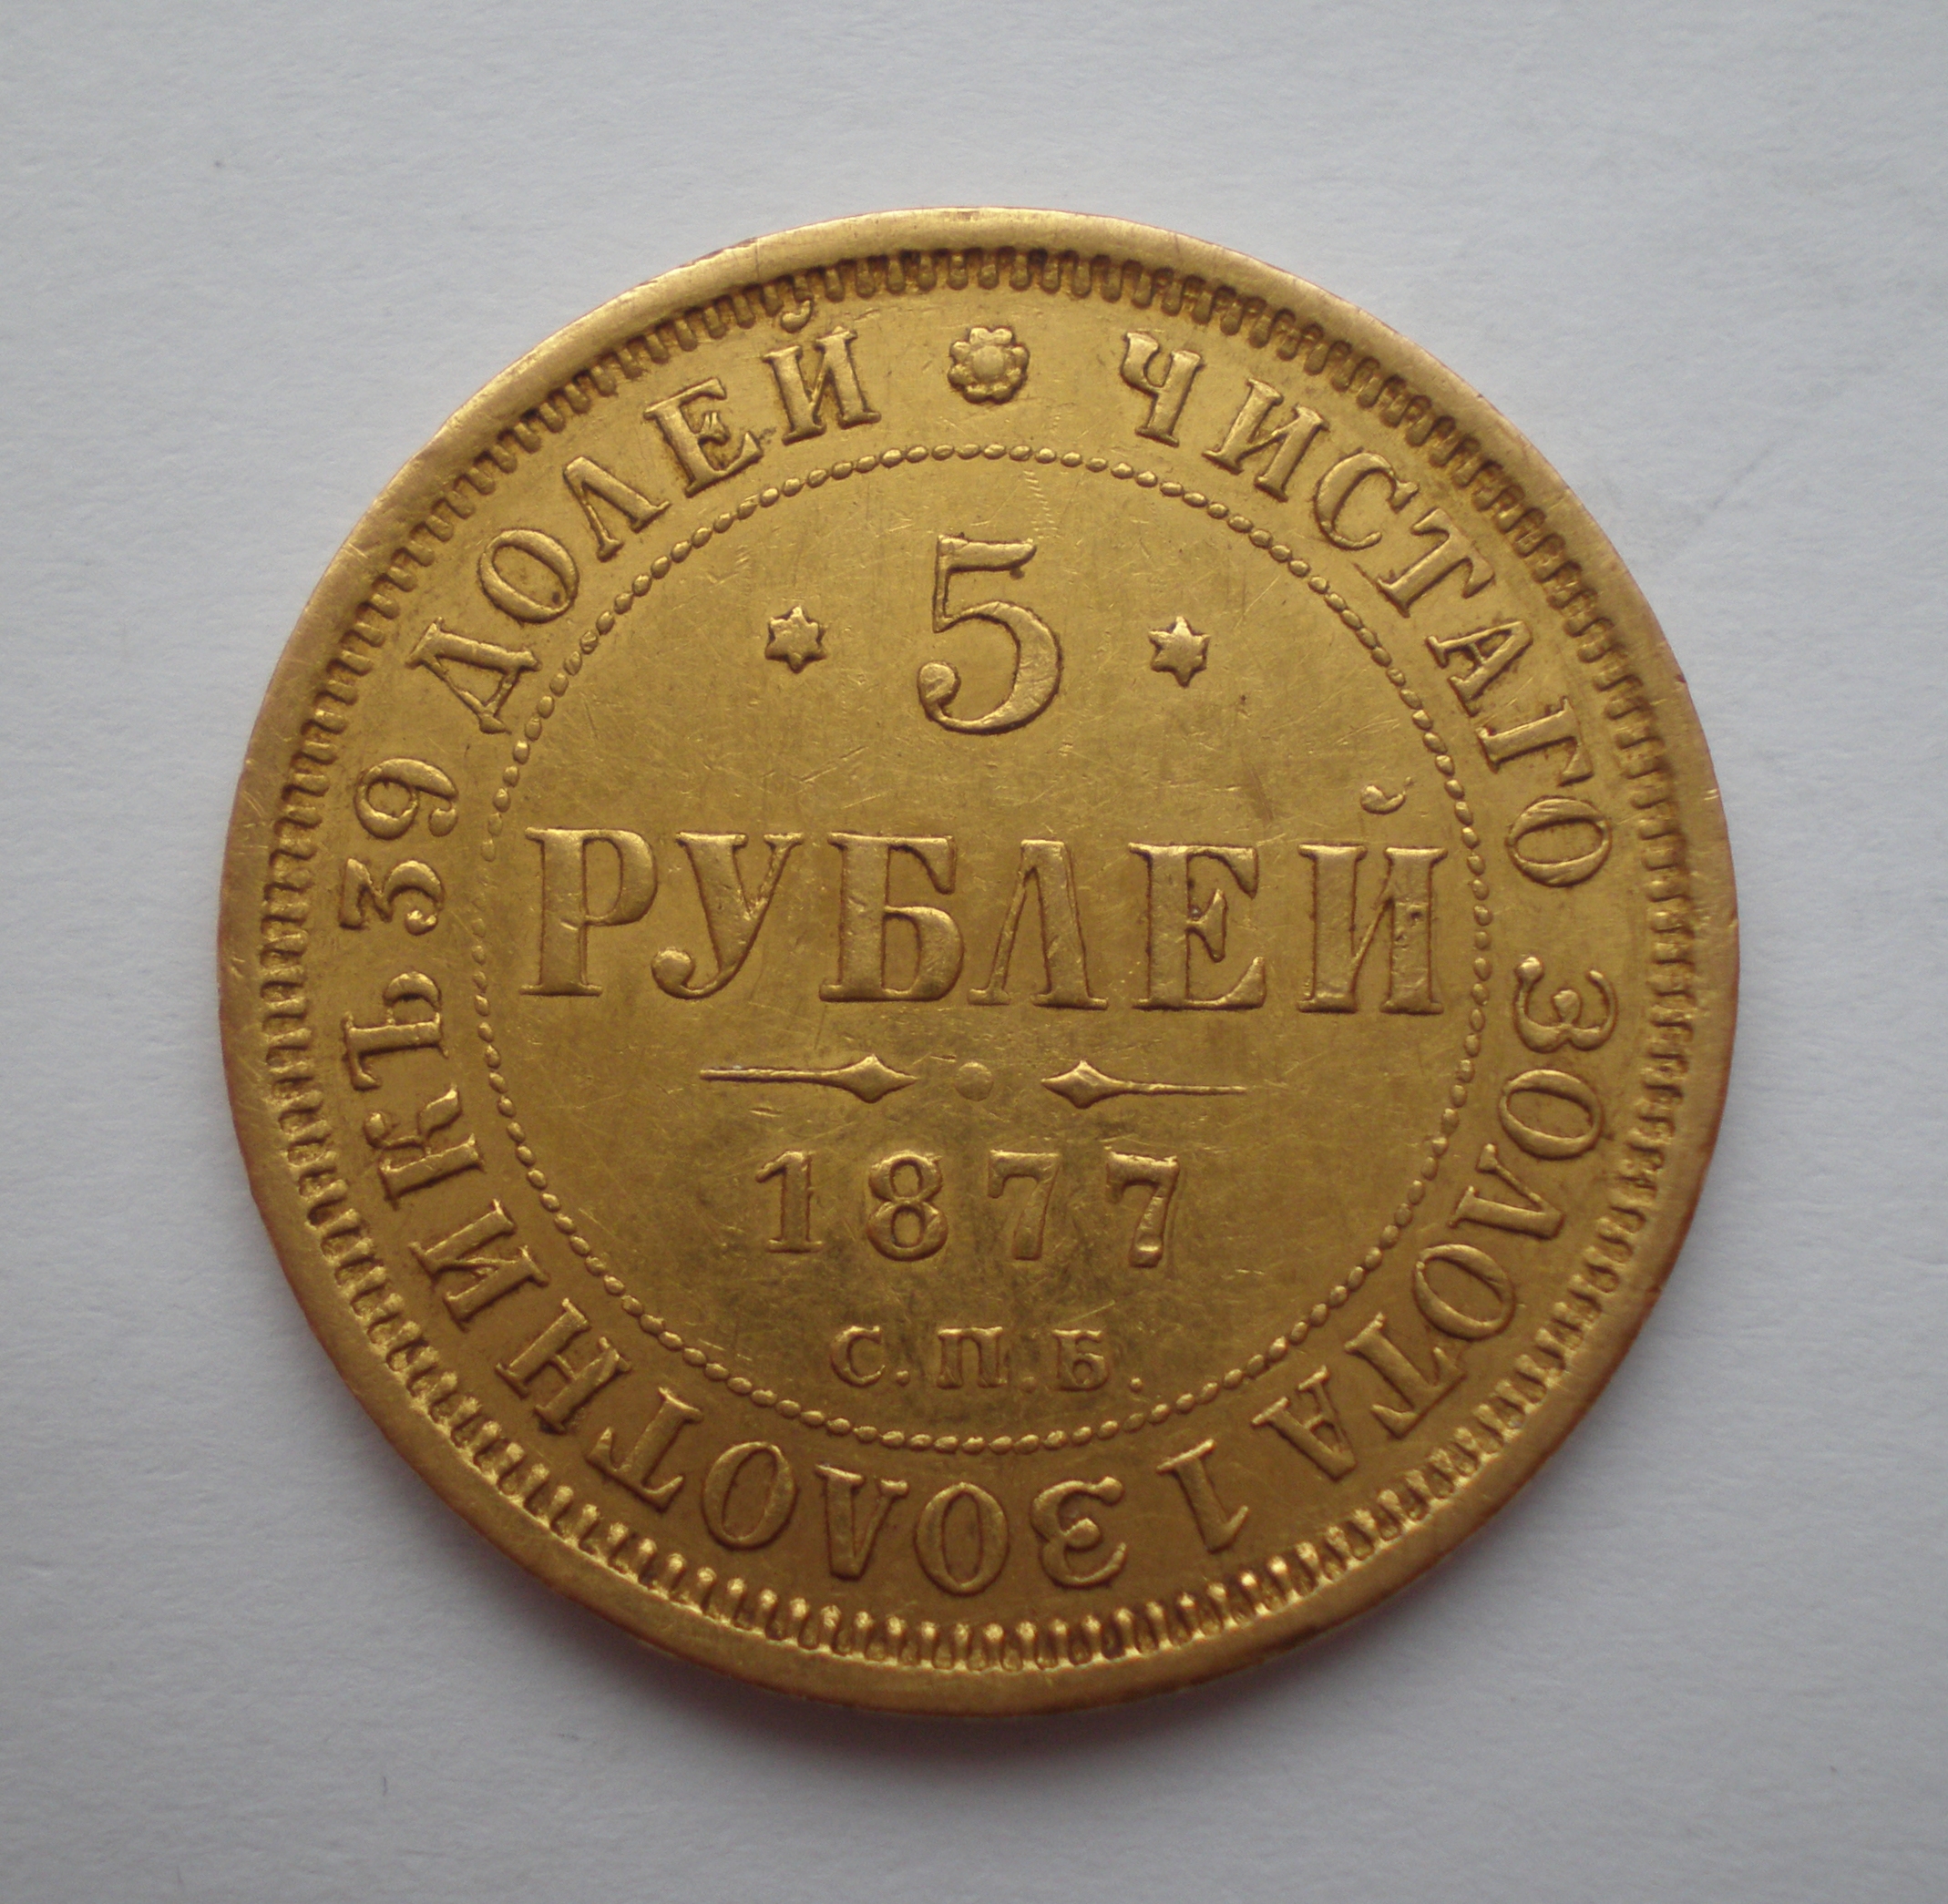 ЧИСТАГО ЗОЛОТА 1 ЗОЛОТНИКЪ 39 ДОЛЕЙ
5
РУБЛЕЙ
1877
С.П.Б.